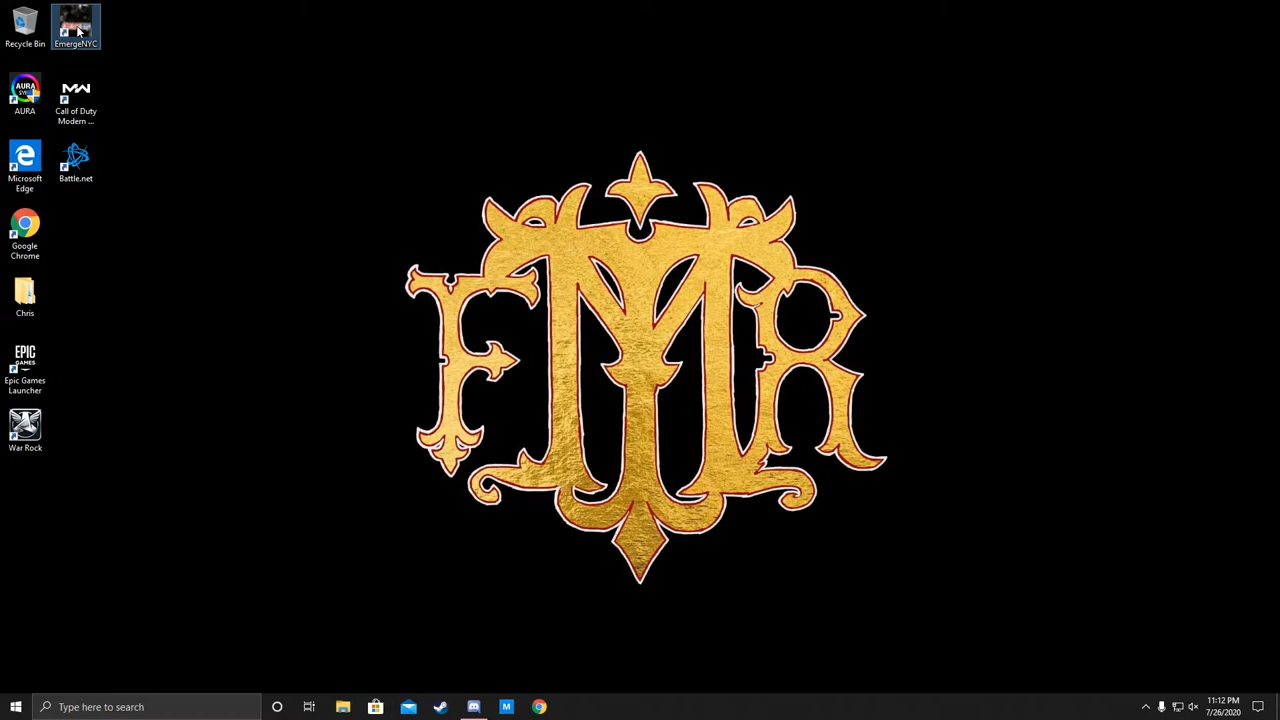 Recycle Bin
EmergeNYC
AURA
Call of Duty
Modern ...
Microsoft
Edge
Battle.net
Google
Chrome
Chris
EPIC
GAMES
Epic Games
Launcher
War Rock
FMR
Type here to search
M
11:12 PM
7/26/2020